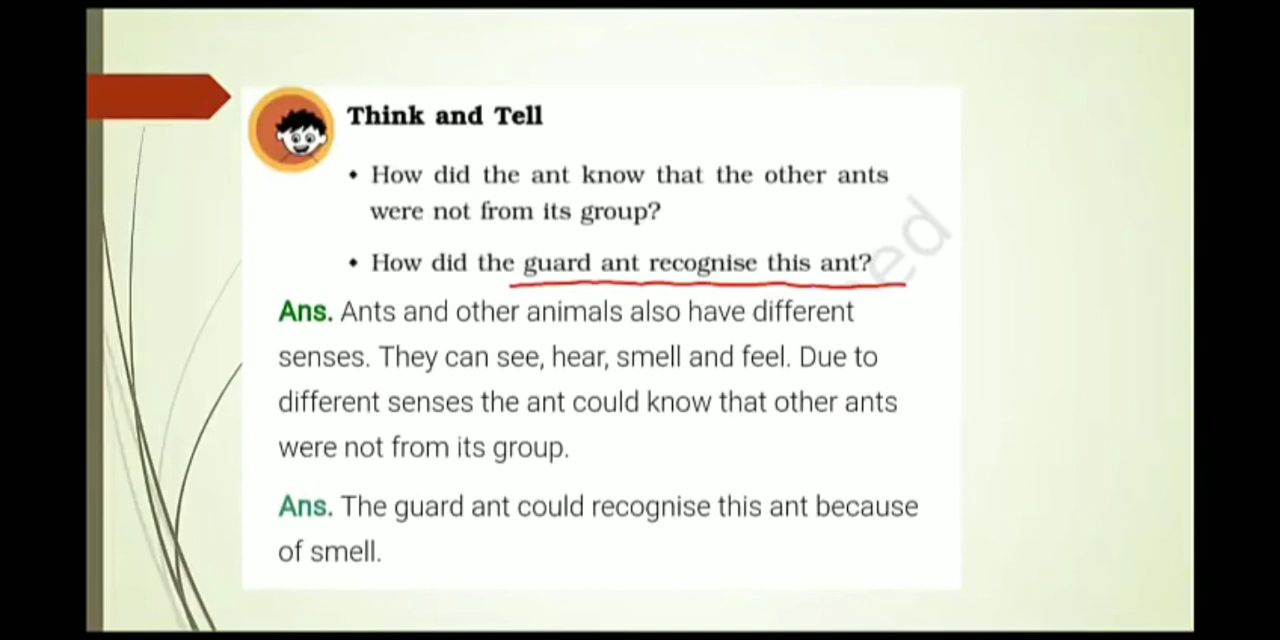 Think and Tell
• How did the ant know that the other ants
were not from its group?
• How did the guard ant recognise this ant?
Ans. Ants and other animals also have different
senses. They can see, hear, smell and feel. Due to
different senses the ant could know that other ants
were not from its group.
Ans. The guard ant could recognise this ant because
of smell.